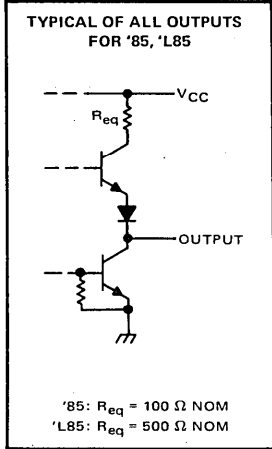 TYPICAL OF ALL OUTPUTS
FOR '85, 'L85
VCC
Req
OUTPUT
'85: Req = 100 Ω NOM
'L85: Req = 500 Ω NOM